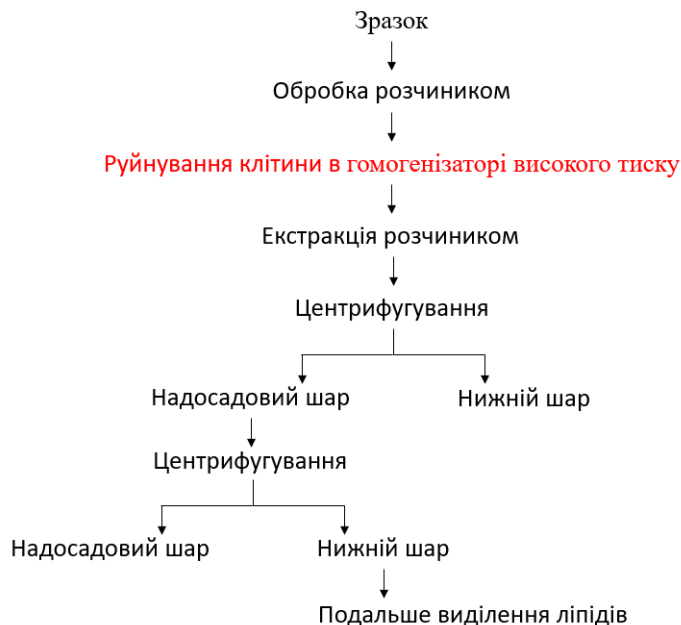 Зразок
Обробка розчиником
Руйнування клітини в гомогенізаторі високого тиску
Екстракція розчиником
Центрифугування
Надосадовий шар
Нижній шар
Центрифугування
Надосадовий шар
Нижній шар
Подальше виділення ліпідів